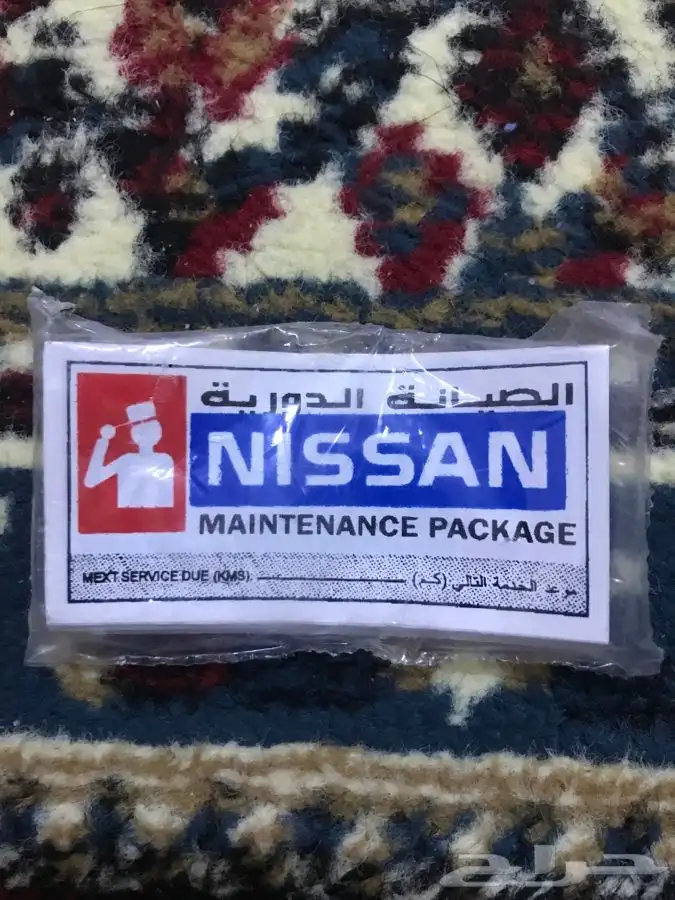 الصيانة الدورية
NISSAN
MAINTENANCE PACKAGE
MEXT SERVICE DUE (KMS). موعد الخدمة التالي (كم)
حراج